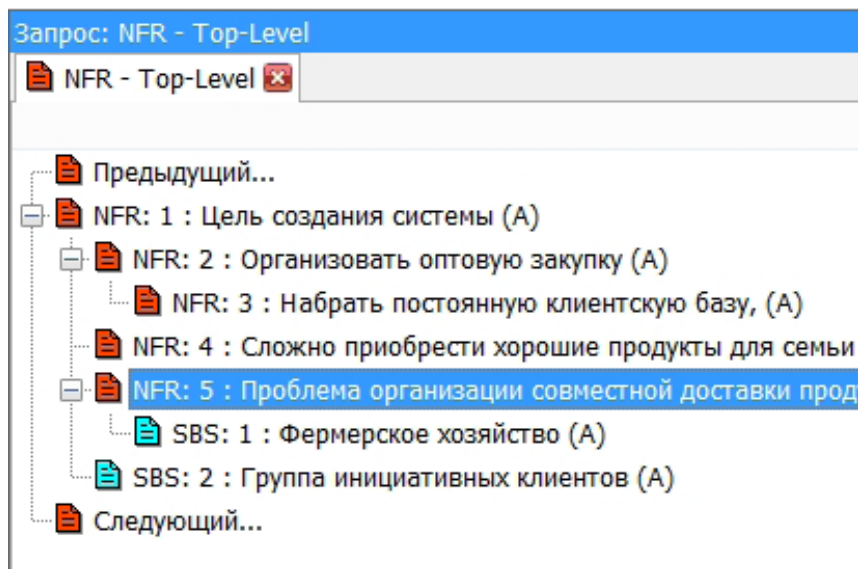 Запрос: NFR - Top-Level
NFR - Top-Level
Предыдущий...
NFR: 1 : Цель создания системы (A)
NFR: 2 : Организовать оптовую закупку (A)
NFR: 3 : Набрать постоянную клиентскую базу, (A)
NFR: 4 : Сложно приобрести хорошие продукты для семьи
NFR: 5 : Проблема организации совместной доставки прод
SBS: 1 : Фермерское хозяйство (A)
SBS: 2 : Группа инициативных клиентов (A)
Следующий...